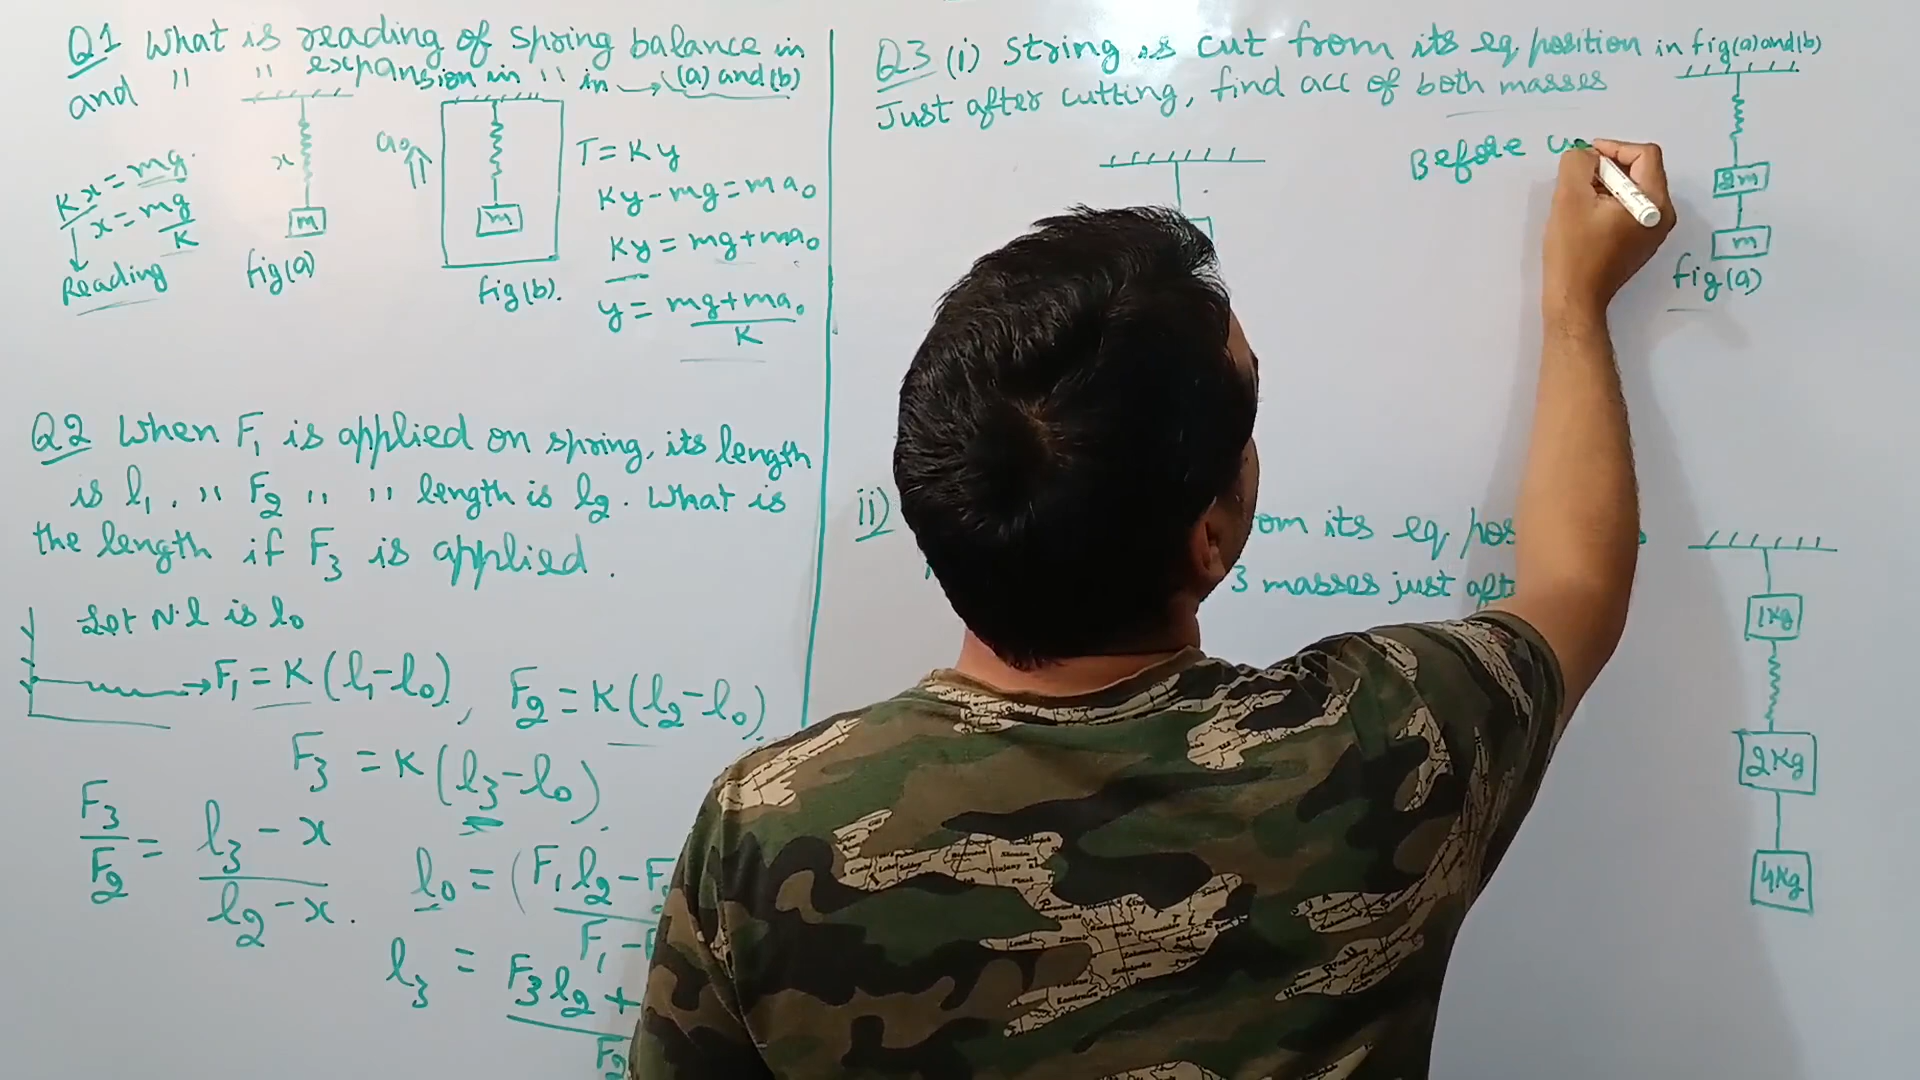 Q1 What is reading of spring balance in
and " " expansion in " in → (a) and (b)
Kx = mg
x = mg/K
Reading
x
m
fig(a)
a0
m
fig(b).
T = Ky
Ky-mg = ma0
Ky = mg+ma0
y = mg+ma0
K
Q2 When F1 is applied on spring, its length
is l1. " F2 " " length is l2. What is
the length if F3 is applied.
Let N.l is l0
F1 = K(l1-l0), F2 = K(l2-l0)
F3 = K(l3-l0).
F3/F2 = l3-x/l2-x.
l0 = (F1l2-F
F1-
l3 = F3l2+
F2
Q3 (i) String is cut from its eq. position in fig(a) and (b)
Just after cutting, find acc of both masses
Before
2m
m
fig(a)
ii) om its eq. pos
3 masses just aft
1Kg
2Kg
4Kg